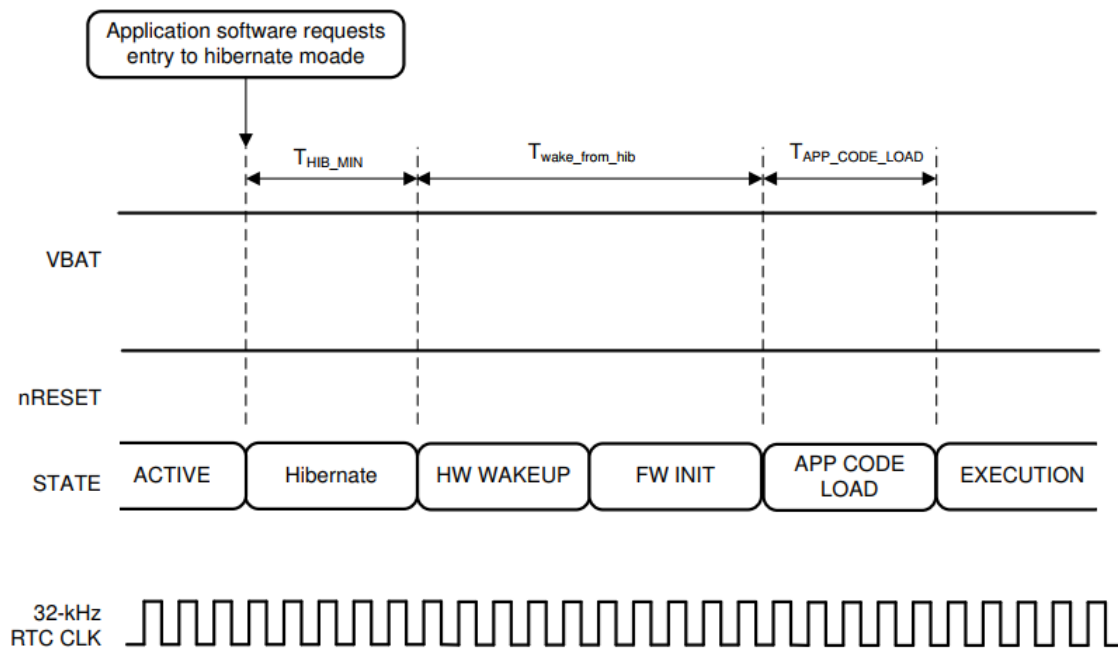 Application software requests
entry to hibernate moade
THIB_MIN
Twake_from_hib
TAPP_CODE_LOAD
VBAT
nRESET
STATE
ACTIVE
Hibernate
HW WAKEUP
FW INIT
APP CODE
LOAD
EXECUTION
32-kHz
RTC CLK